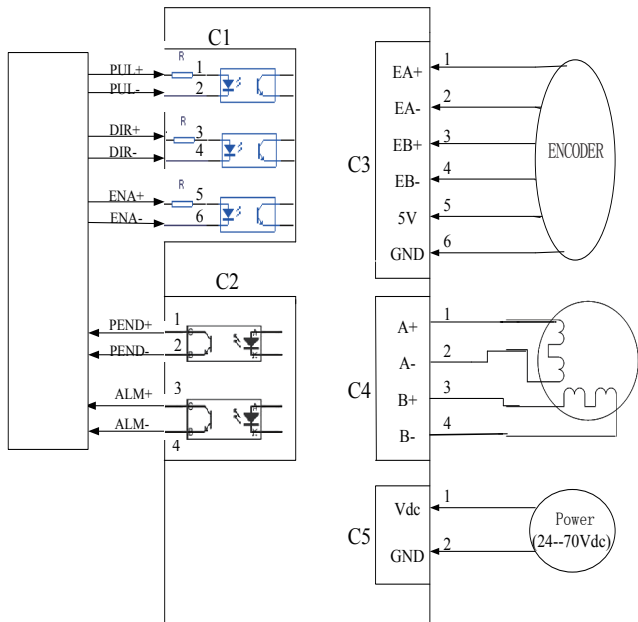 C1
R
PUL+
1
PUL-
2
R
DIR+
3
DIR-
4
R
ENA+
5
ENA-
6
C2
PEND+
1
PEND-
2
ALM+
3
ALM-
4
C3
EA+
1
EA-
2
EB+
3
EB-
4
5V
5
GND
6
ENCODER
C4
A+
1
A-
2
B+
3
B-
4
C5
Vdc
1
GND
2
Power
(24--70Vdc)